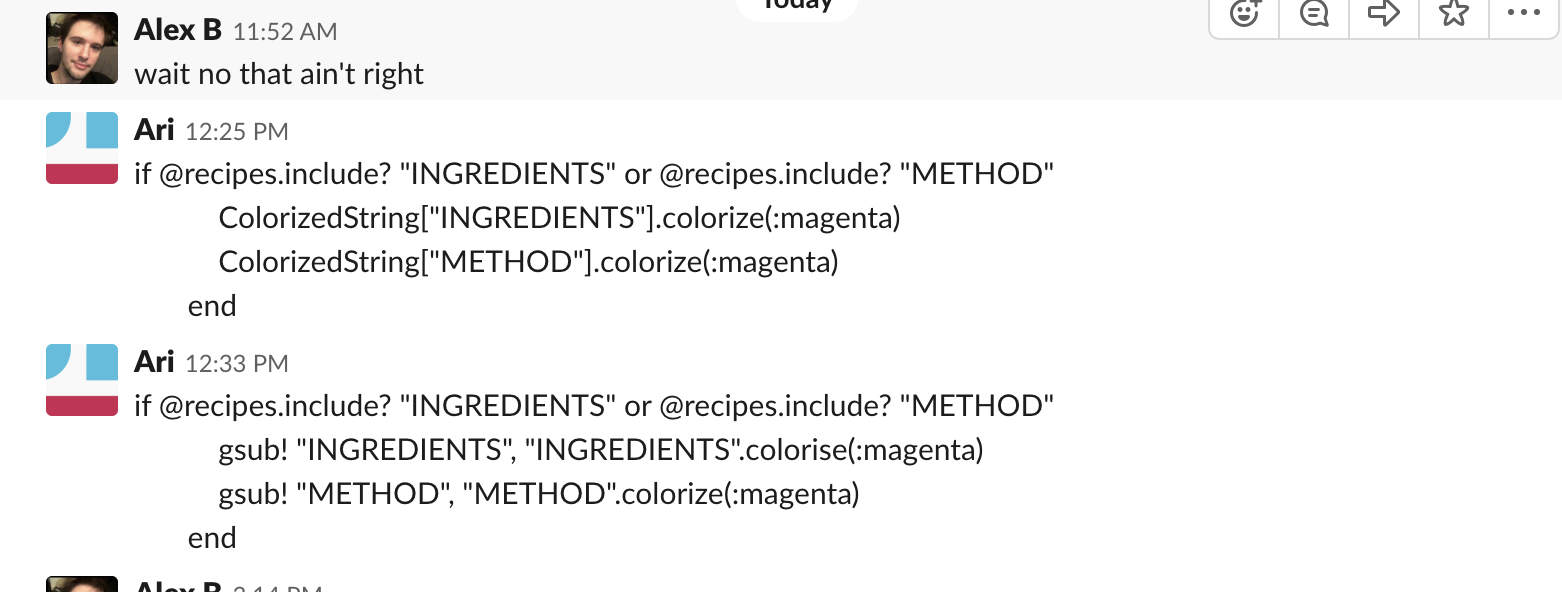 Today
Alex B 11:52 AM
wait no that ain't right
Ari 12:25 PM
if @recipes.include? "INGREDIENTS" or @recipes.include? "METHOD"
ColorizedString["INGREDIENTS"].colorize(:magenta)
ColorizedString["METHOD"].colorize(:magenta)
end
Ari 12:33 PM
if @recipes.include? "INGREDIENTS" or @recipes.include? "METHOD"
gsub! "INGREDIENTS", "INGREDIENTS".colorise(:magenta)
gsub! "METHOD", "METHOD".colorize(:magenta)
end
Alex B